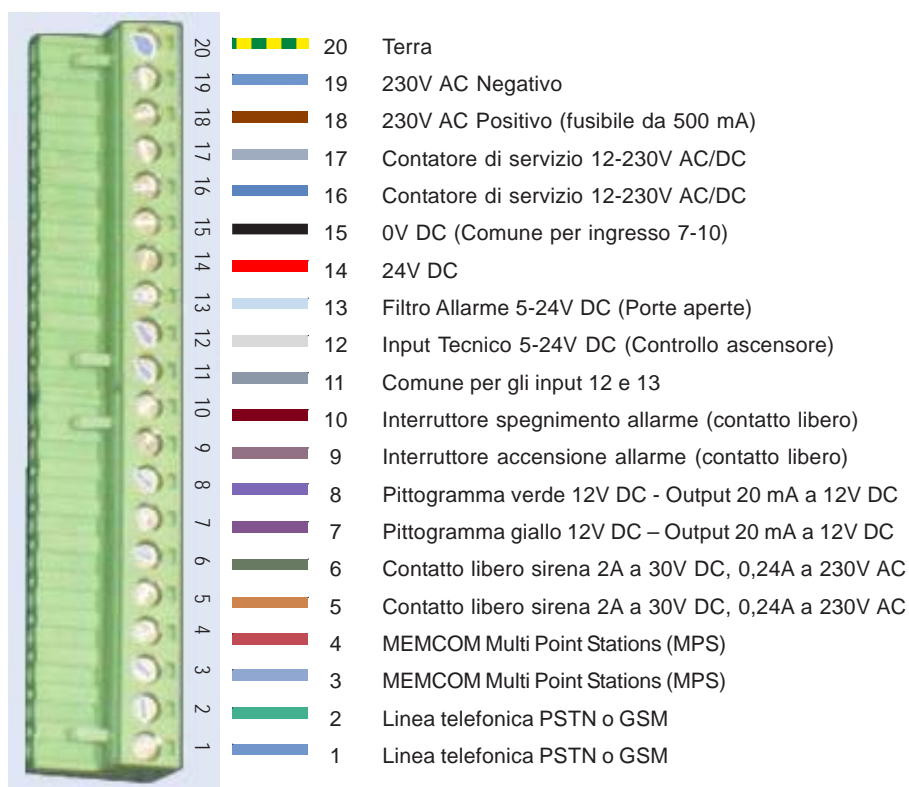 20 20 Terra
19 19 230V AC Negativo
18 18 230V AC Positivo (fusibile da 500 mA)
17 17 Contatore di servizio 12-230V AC/DC
16 16 Contatore di servizio 12-230V AC/DC
15 15 0V DC (Comune per ingresso 7-10)
14 14 24V DC
13 13 Filtro Allarme 5-24V DC (Porte aperte)
12 12 Input Tecnico 5-24V DC (Controllo ascensore)
11 11 Comune per gli input 12 e 13
10 10 Interruttore spegnimento allarme (contatto libero)
9 9 Interruttore accensione allarme (contatto libero)
8 8 Pittogramma verde 12V DC - Output 20 mA a 12V DC
7 7 Pittogramma giallo 12V DC – Output 20 mA a 12V DC
6 6 Contatto libero sirena 2A a 30V DC, 0,24A a 230V AC
5 5 Contatto libero sirena 2A a 30V DC, 0,24A a 230V AC
4 4 MEMCOM Multi Point Stations (MPS)
3 3 MEMCOM Multi Point Stations (MPS)
2 2 Linea telefonica PSTN o GSM
1 1 Linea telefonica PSTN o GSM